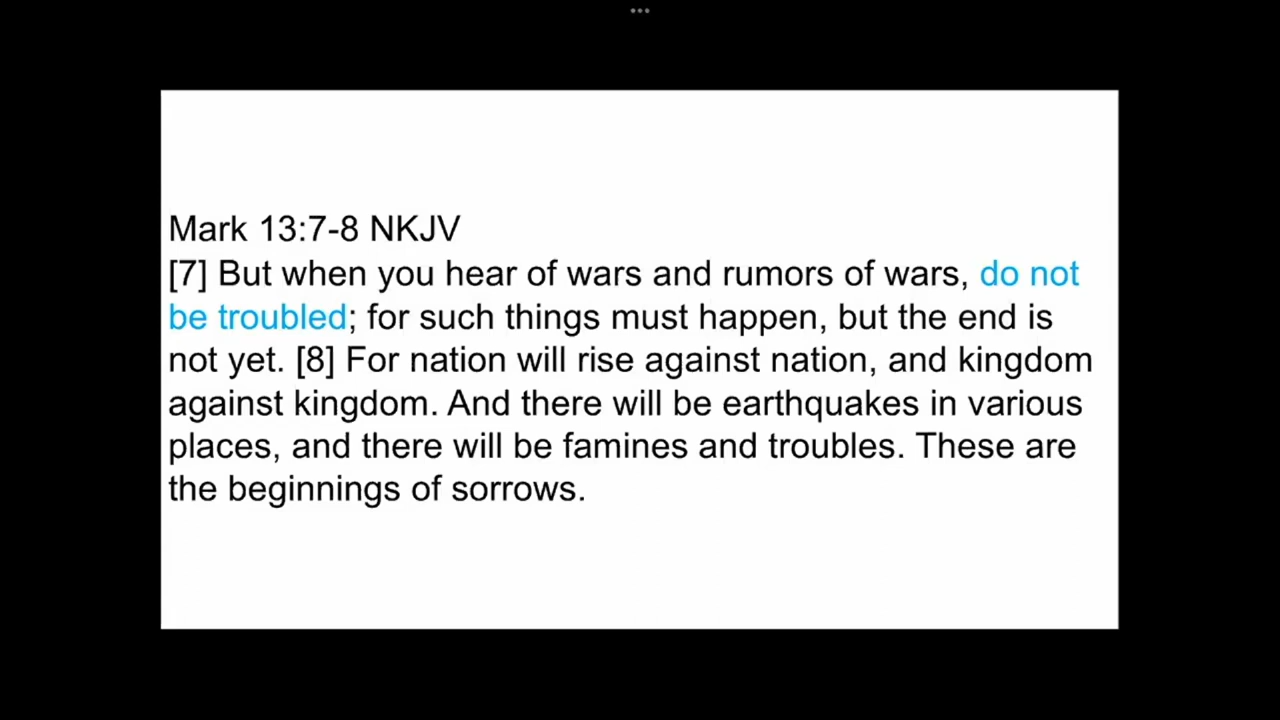 Mark 13:7-8 NKJV
[7] But when you hear of wars and rumors of wars, do not
be troubled; for such things must happen, but the end is
not yet. [8] For nation will rise against nation, and kingdom
against kingdom. And there will be earthquakes in various
places, and there will be famines and troubles. These are
the beginnings of sorrows.